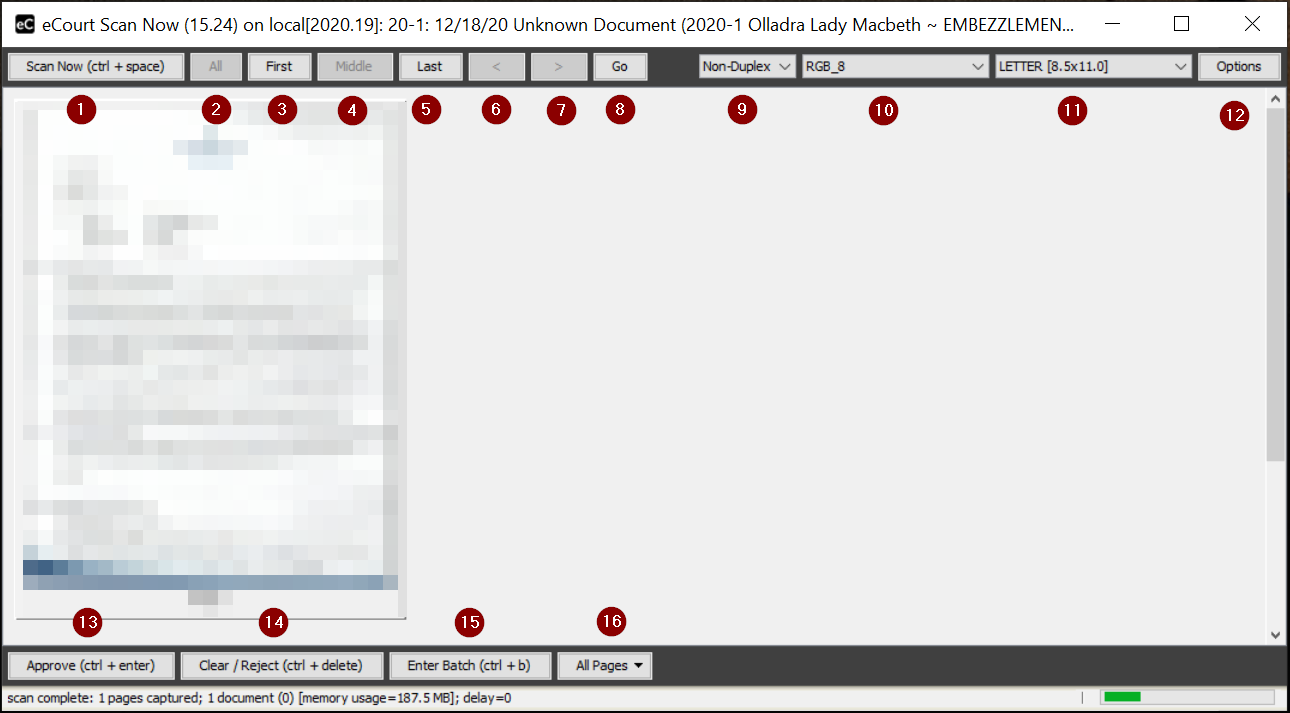 eC eCourt Scan Now (15.24) on local[2020.19]: 20-1: 12/18/20 Unknown Document (2020-1 Olladra Lady Macbeth ~ EMBEZZLEMEN...
Scan Now (ctrl + space) All First Middle Last < > Go Non-Duplex RGB_8 LETTER [8.5x11.0] Options
1 2 3 4 5 6 7 8 9 10 11 12
13 14 15 16
Approve (ctrl + enter) Clear / Reject (ctrl + delete) Enter Batch (ctrl + b) All Pages
scan complete: 1 pages captured; 1 document (0) [memory usage=187.5 MB]; delay=0